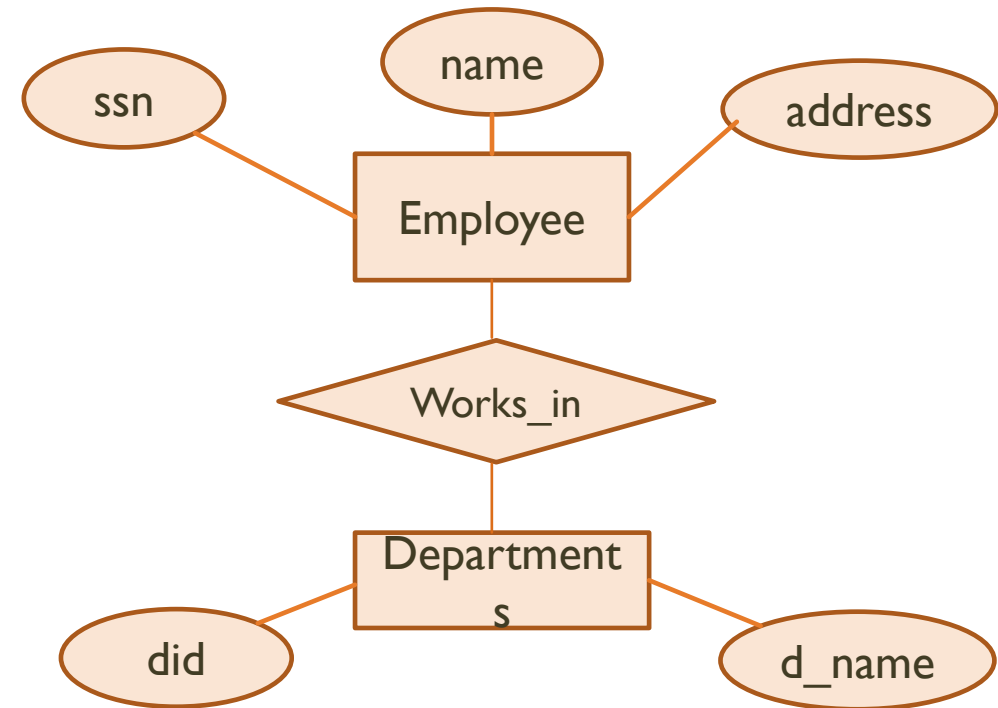 name
ssn
address
Employee
Works_in
Department
s
did
d_name